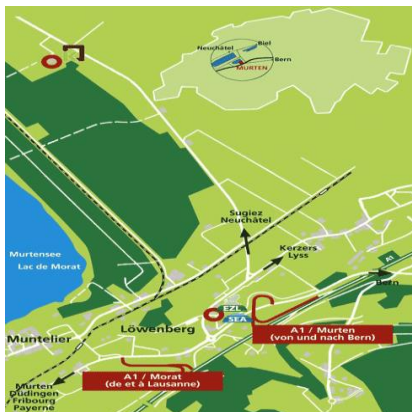 Neuchâtel
Biel
Bern
MURTEN
Sugiez
Neuchâtel
Kerzers
Lyss
A1
Bern
Murtensee
Lac de Morat
Löwenberg
SEA
A1 / Murten
(von und nach Bern)
Muntelier
A1 / Morat
(de et à Lausanne)
Murten
Düdingen
Fribourg
Payerne